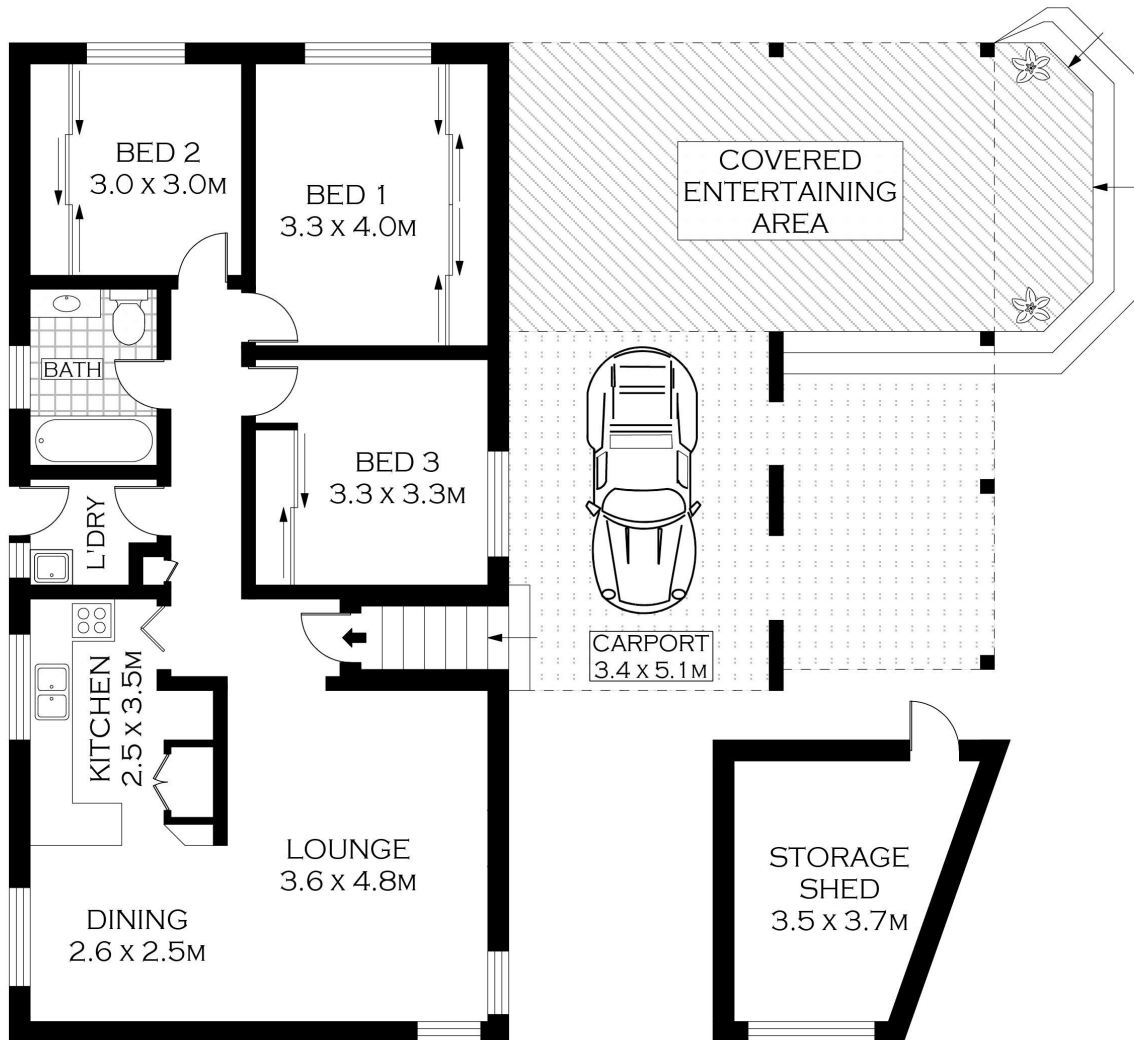 BED 2
3.0 X 3.0M
BED 1
3.3 X 4.0M
COVERED
ENTERTAINING
AREA
BATH
BED 3
3.3 X 3.3M
L'DRY
KITCHEN
2.5 X 3.5M
CARPORT
3.4 X 5.1M
LOUNGE
3.6 X 4.8M
DINING
2.6 X 2.5M
STORAGE
SHED
3.5 X 3.7M